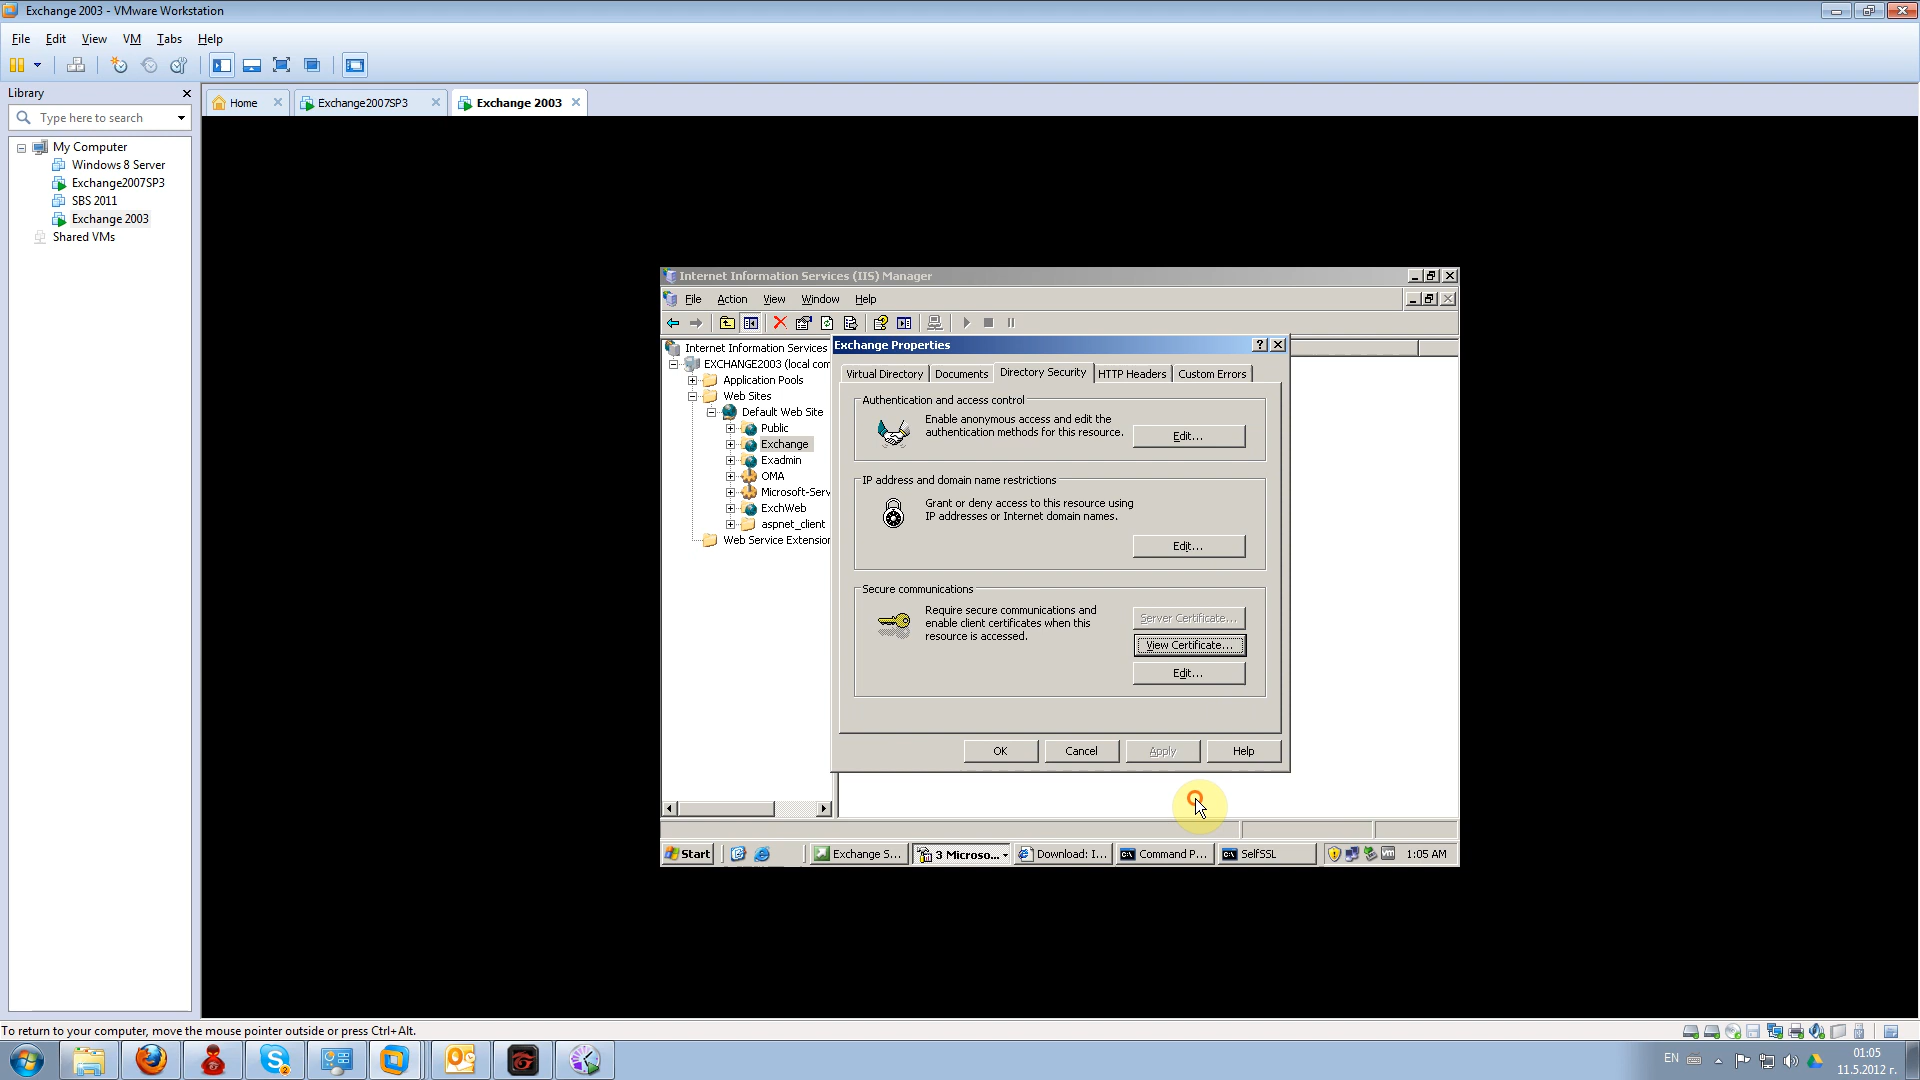 Exchange 2003 - VMware Workstation
File Edit View VM Tabs Help
Library
Type here to search
My Computer
Windows 8 Server
Exchange2007SP3
SBS 2011
Exchange 2003
Shared VMs
Home
Exchange2007SP3
Exchange 2003
Internet Information Services (IIS) Manager
File Action View Window Help
Internet Information Services
EXCHANGE2003 (local com
Application Pools
Web Sites
Default Web Site
Public
Exchange
Exadmin
OMA
Microsoft-Serv
ExchWeb
aspnet_client
Web Service Extension
Exchange Properties
Virtual Directory
Documents
Directory Security
HTTP Headers
Custom Errors
Authentication and access control
Enable anonymous access and edit the
authentication methods for this resource.
Edit...
IP address and domain name restrictions
Grant or deny access to this resource using
IP addresses or Internet domain names.
Edit...
Secure communications
Require secure communications and
enable client certificates when this
resource is accessed.
Server Certificate...
View Certificate...
Edit...
OK
Cancel
Apply
Help
Start
Exchange S...
3 Microso...
Download: I...
Command P...
SelfSSL
1:05 AM
To return to your computer, move the mouse pointer outside or press Ctrl+Alt.
EN
01:05
11.5.2012 г.